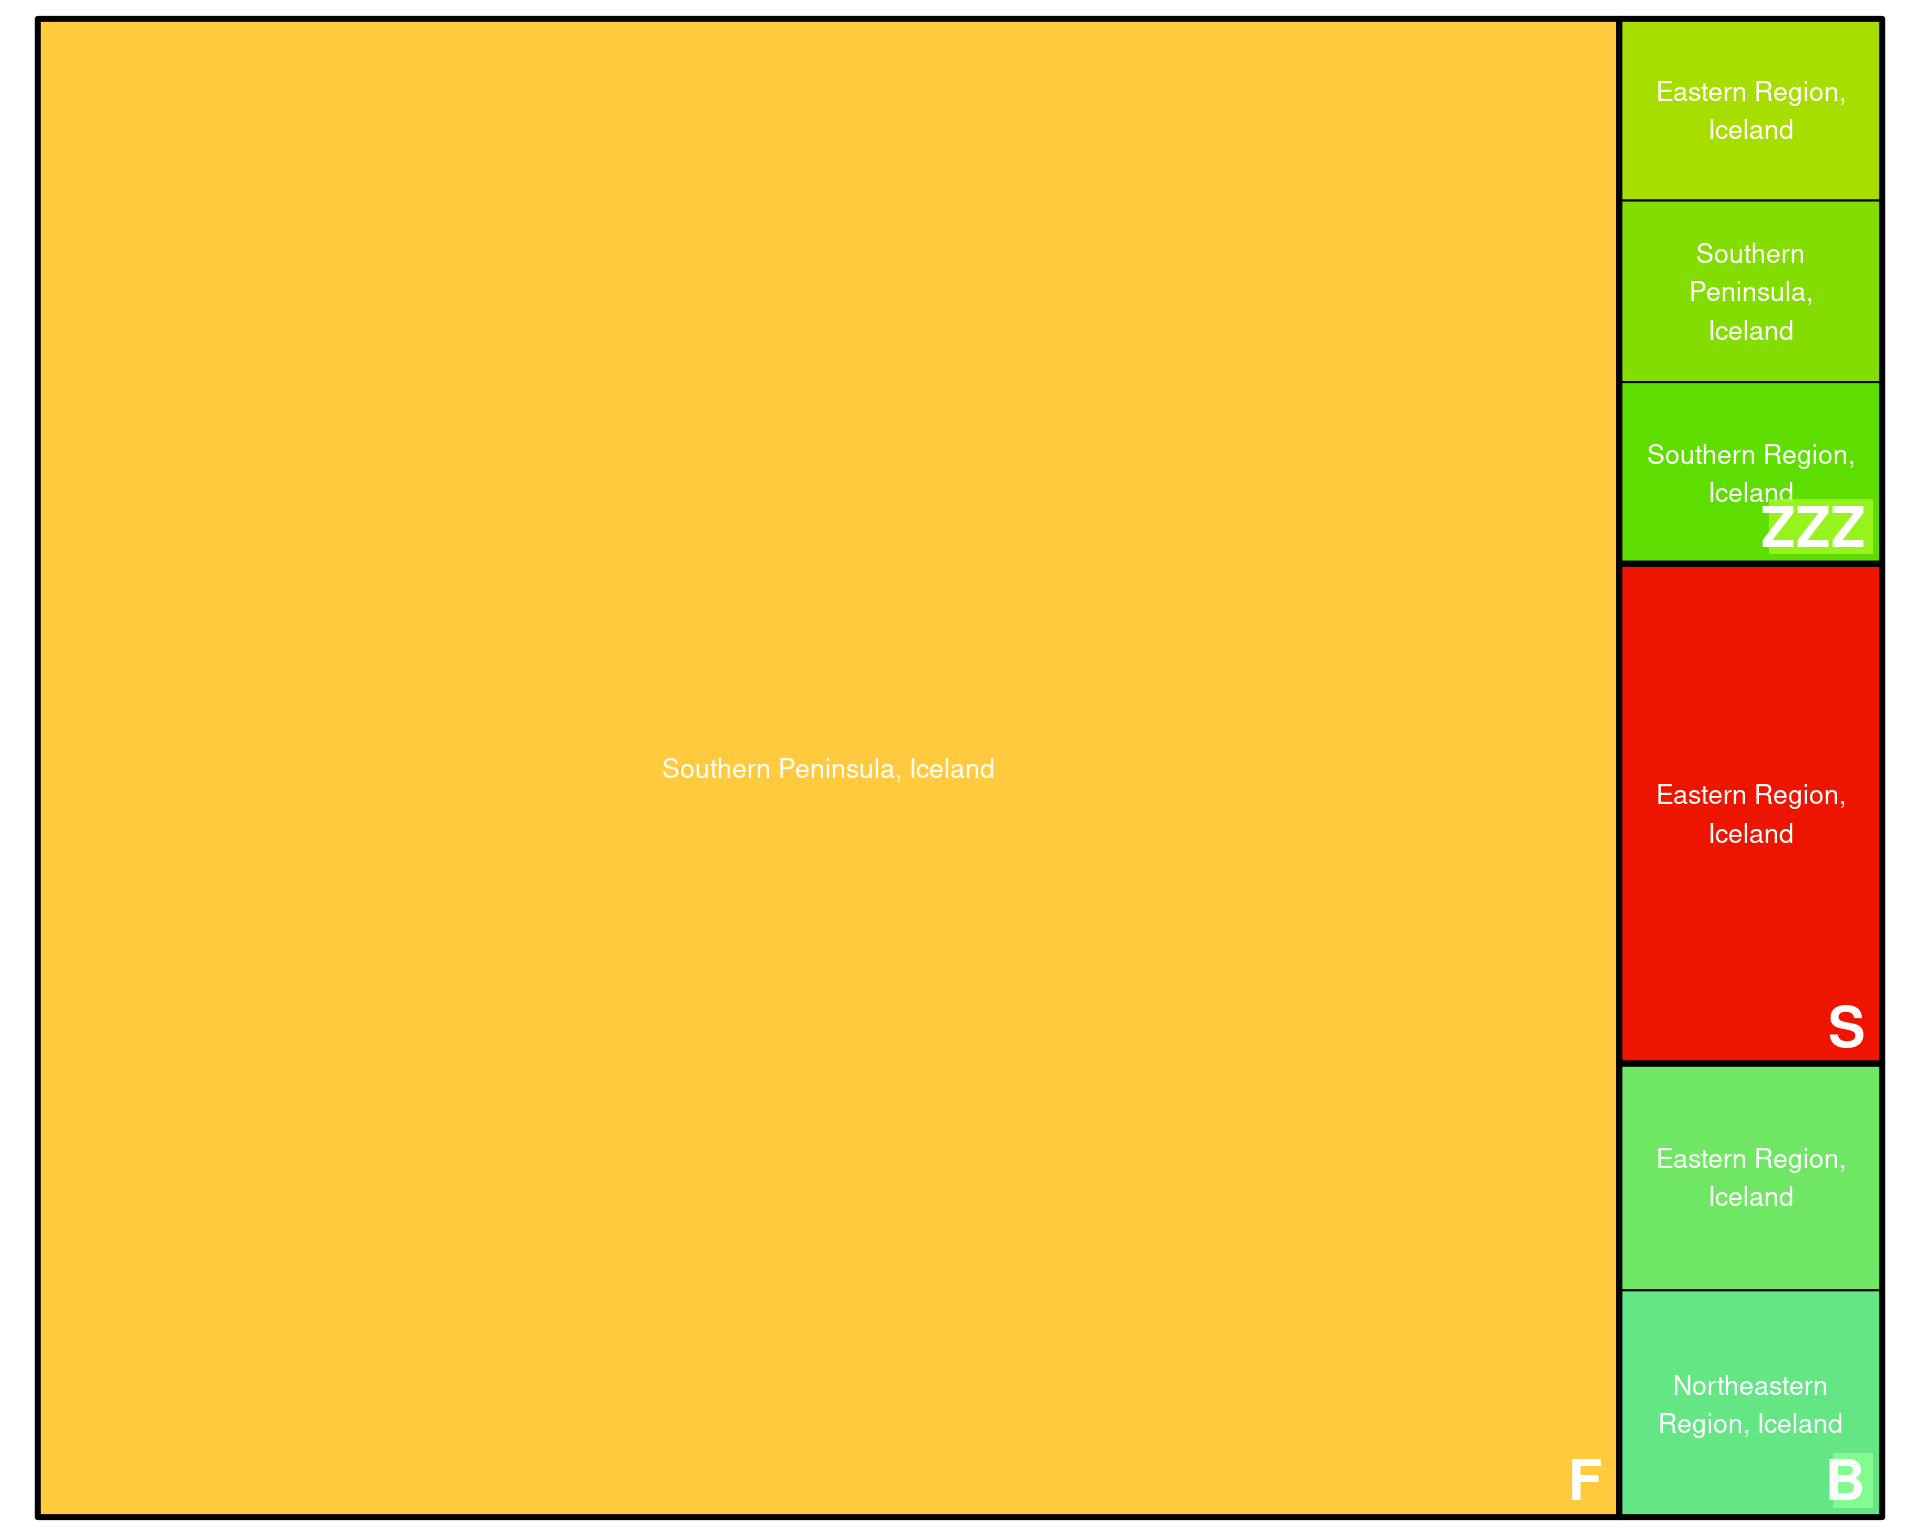 Southern Peninsula, Iceland
F
Eastern Region,
Iceland
Southern
Peninsula,
Iceland
Southern Region,
Iceland
ZZZ
Eastern Region,
Iceland
S
Eastern Region,
Iceland
Northeastern
Region, Iceland
B